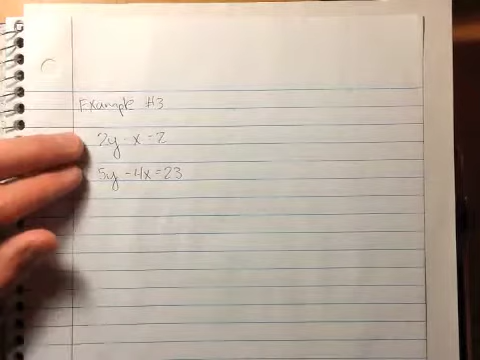 Example #3
2y - x = 2
5y - 4x = 23